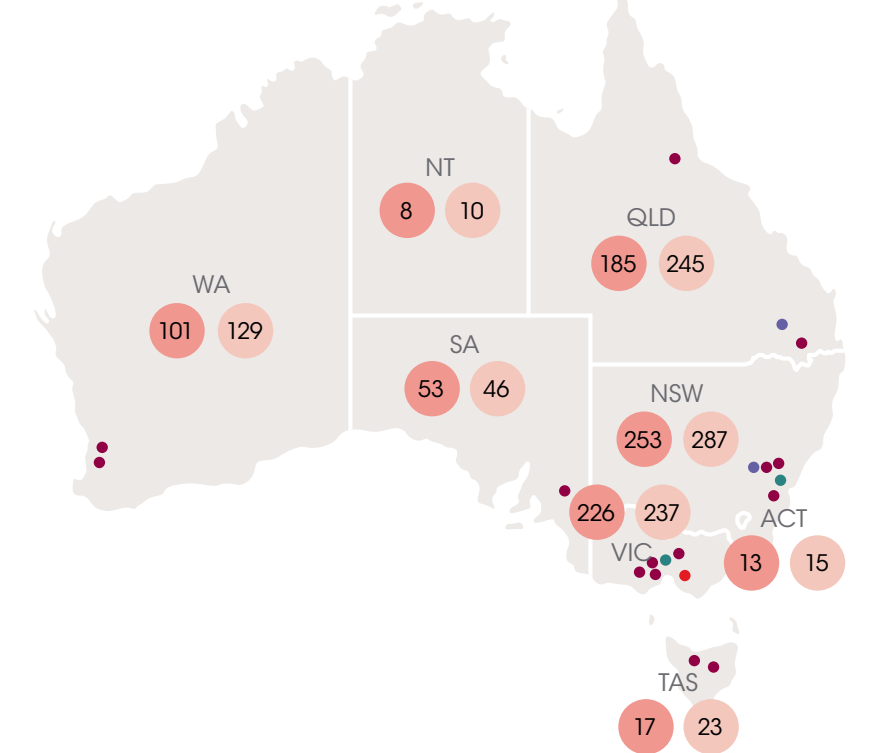 NT
8 10
QLD
185 245
WA
101 129
SA
53 46
NSW
253 287
226 237
ACT
VIC
13 15
TAS
17 23